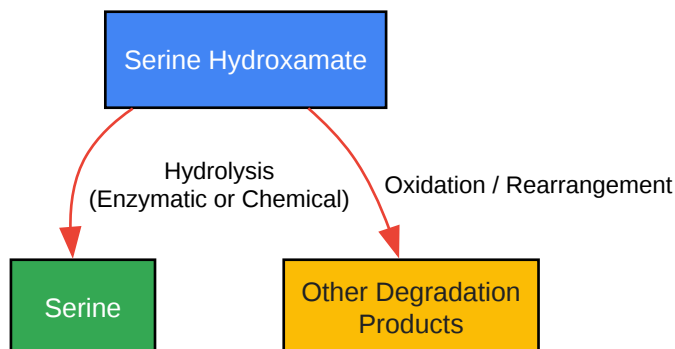 Serine Hydroxamate
Hydrolysis
(Enzymatic or Chemical)
Oxidation / Rearrangement
Serine
Other Degradation
Products